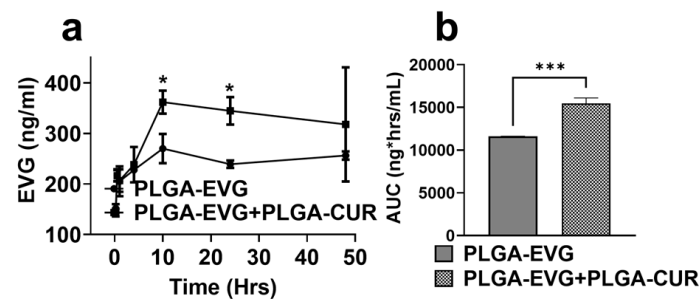 a
EVG (ng/ml)
400
300
200
100
*
*
PLGA-EVG
PLGA-EVG+PLGA-CUR
0 10 20 30 40 50
Time (Hrs)
b
AUC (ng*hrs/mL)
20000
15000
10000
5000
0
***
PLGA-EVG
PLGA-EVG+PLGA-CUR